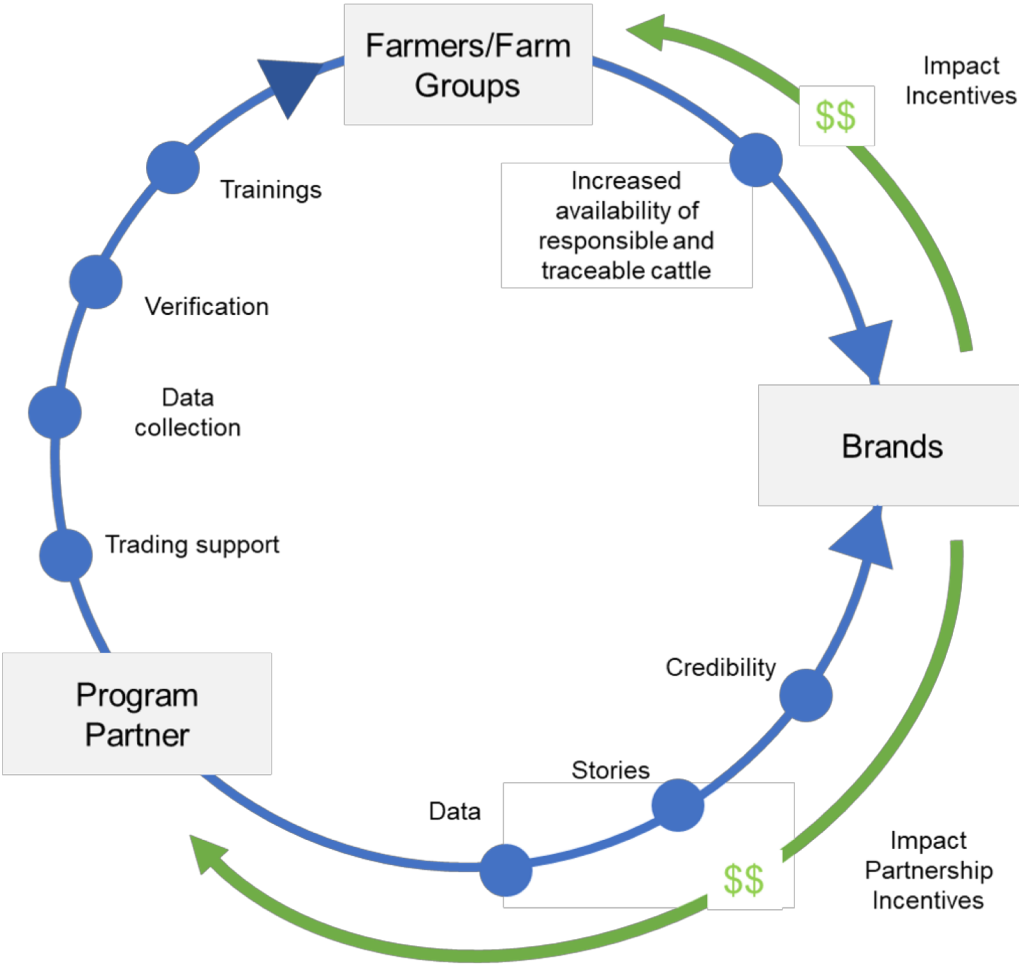 Farmers/Farm
Groups
Impact
Incentives
$$
Increased
availability of
responsible and
traceable cattle
Trainings
Verification
Data
collection
Trading support
Brands
Program
Partner
Credibility
Stories
Data
$$
Impact
Partnership
Incentives